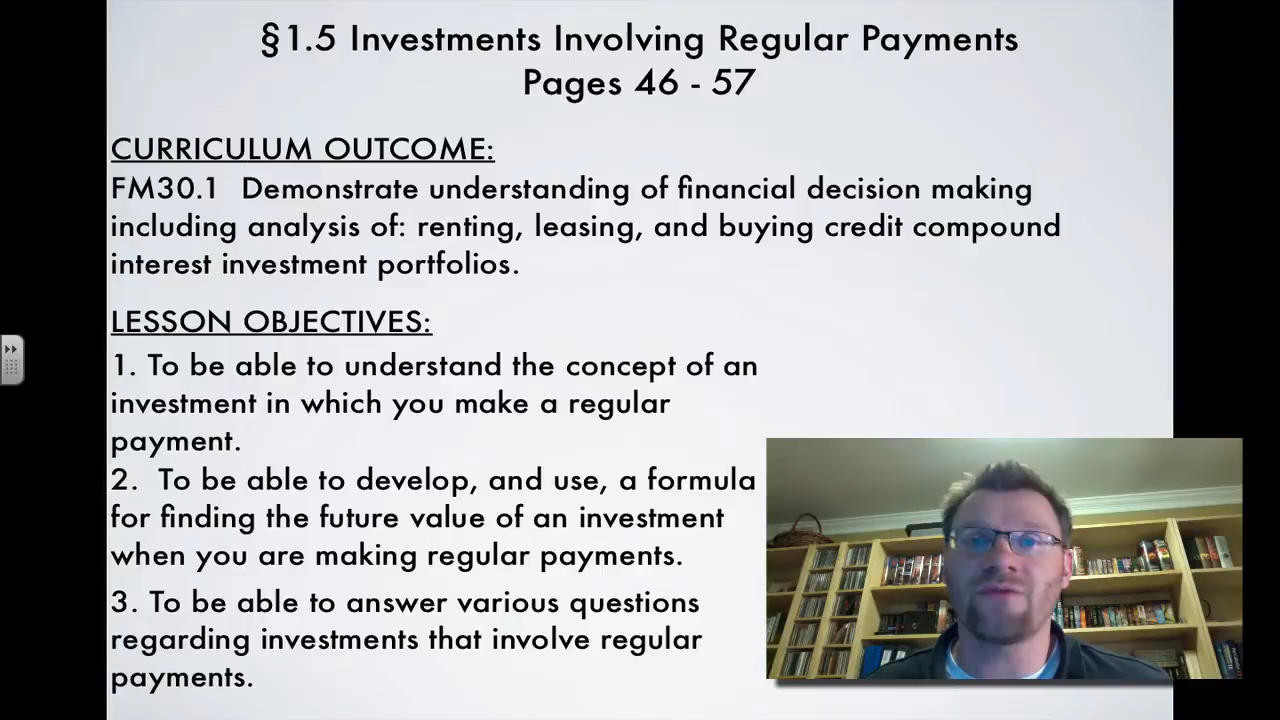 §1.5 Investments Involving Regular Payments
Pages 46 - 57
CURRICULUM OUTCOME:
FM30.1 Demonstrate understanding of financial decision making
including analysis of: renting, leasing, and buying credit compound
interest investment portfolios.
LESSON OBJECTIVES:
1. To be able to understand the concept of an
investment in which you make a regular
payment.
2. To be able to develop, and use, a formula
for finding the future value of an investment
when you are making regular payments.
3. To be able to answer various questions
regarding investments that involve regular
payments.